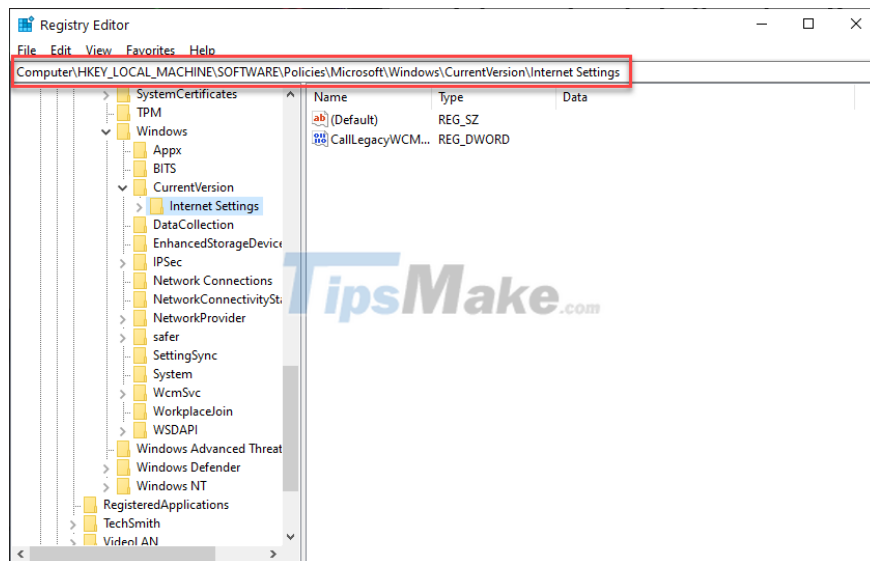 Registry Editor
File Edit View Favorites Help
Computer\HKEY_LOCAL_MACHINE\SOFTWARE\Policies\Microsoft\Windows\CurrentVersion\Internet Settings
SystemCertificates
TPM
Windows
Appx
BITS
CurrentVersion
Internet Settings
DataCollection
EnhancedStorageDevice
IPSec
Network Connections
NetworkConnectivitySta
NetworkProvider
safer
SettingSync
System
WcmSvc
WorkplaceJoin
WSDAPI
Windows Advanced Threat
Windows Defender
Windows NT
RegisteredApplications
TechSmith
VideoLAN
Name Type Data
(Default) REG_SZ
CallLegacyWCM... REG_DWORD
TipsMake.com